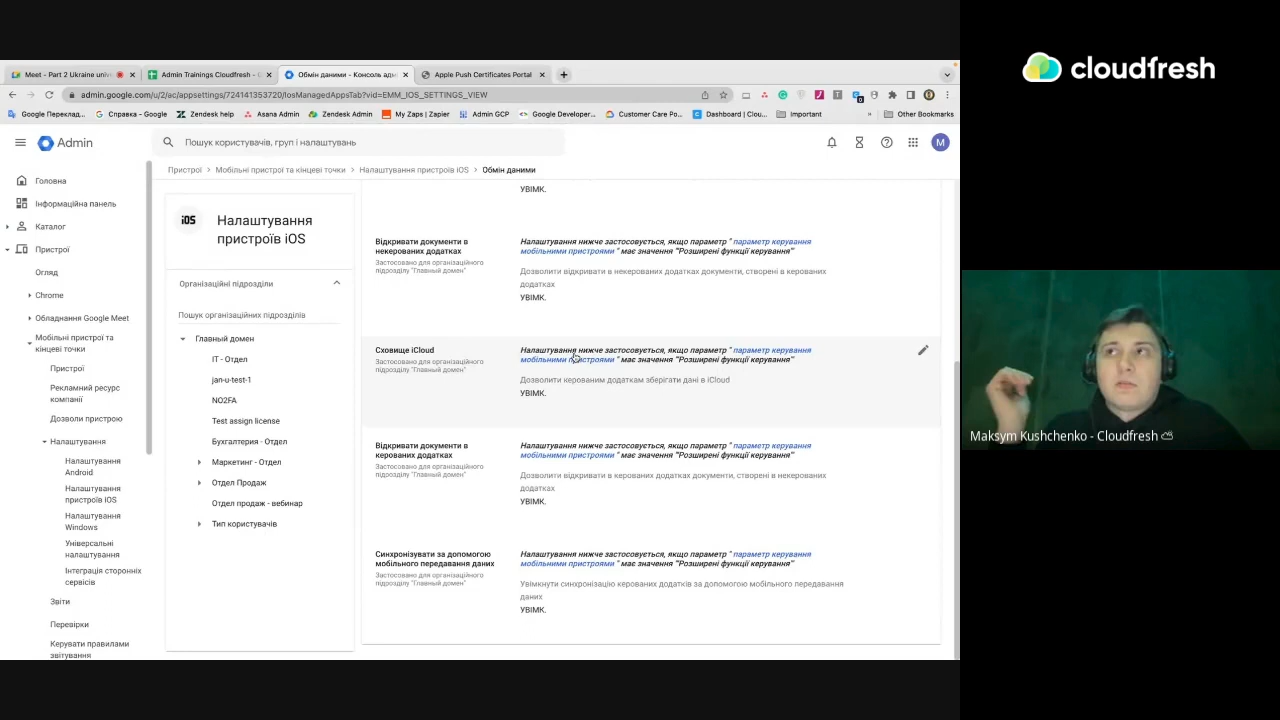 cloudfresh
Meet - Part 2 Ukraine univ
Admin Trainings Cloudfresh - G
Обмін даними - Консоль адм
Apple Push Certificates Portal
admin.google.com/u/2/ac/appsettings/724141353720/IosManagedAppsTab?vid=EMM_IOS_SETTINGS_VIEW
Google Переклад...
Справка – Google
Zendesk help
Asana Admin
Zendesk Admin
My Zaps | Zapier
Admin GCP
Google Developer...
Customer Care Po...
Dashboard | Clou...
Important
Other Bookmarks
Admin
Пошук користувачів, груп і налаштувань
M
Пристрої > Мобільні пристрої та кінцеві точки > Налаштування пристроїв iOS > Обмін даними
Головна
Інформаційна панель
Каталог
Пристрої
Огляд
Chrome
Обладнання Google Meet
Мобільні пристрої та
кінцеві точки
Пристрої
Рекламний ресурс
компанії
Дозволи пристрою
Налаштування
Налаштування
Android
Налаштування
пристроїв iOS
Налаштування
Windows
Універсальні
налаштування
Інтеграція сторонніх
сервісів
Звіти
Перевірки
Керувати правилами
звітування
iOS
Налаштування
пристроїв iOS
Організаційні підрозділи
Пошук організаційних підрозділів
Главный домен
IT - Отдел
jan-u-test-1
NO2FA
Test assign license
Бухгалтерия - Отдел
Маркетинг - Отдел
Отдел Продаж
Отдел продаж - вебинар
Тип користувачів
УВІМК.
Відкривати документи в
некерованих додатках
Застосовано для організаційного
підрозділу "Главный домен"
Налаштування нижче застосовується, якщо параметр " параметр керування
мобільними пристроями " має значення "Розширені функції керування"
Дозволити відкривати в некерованих додатках документи, створені в керованих
додатках
УВІМК.
Сховище iCloud
Застосовано для організаційного
підрозділу "Главный домен"
Налаштування нижче застосовується, якщо параметр " параметр керування
мобільними пристроями " має значення "Розширені функції керування"
Дозволити керованим додаткам зберігати дані в iCloud
УВІМК.
Відкривати документи в
керованих додатках
Застосовано для організаційного
підрозділу "Главный домен"
Налаштування нижче застосовується, якщо параметр " параметр керування
мобільними пристроями " має значення "Розширені функції керування"
Дозволити відкривати в керованих додатках документи, створені в некерованих
додатках
УВІМК.
Синхронізувати за допомогою
мобільного передавання даних
Застосовано для організаційного
підрозділу "Главный домен"
Налаштування нижче застосовується, якщо параметр " параметр керування
мобільними пристроями " має значення "Розширені функції керування"
Увімкнути синхронізацію керованих додатків за допомогою мобільного передавання
даних
УВІМК.
Maksym Kushchenko - Cloudfresh